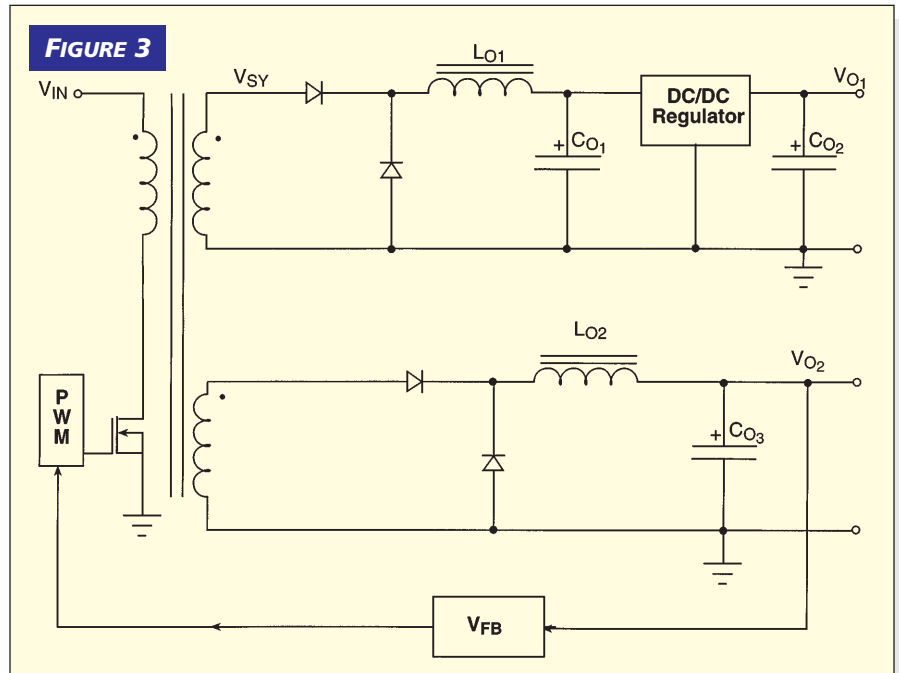 FIGURE 3
LO1
VIN
VSY
VO1
DC/DC
Regulator
+ CO1
+ CO2
LO2
VO2
P
W
M
+ CO3
VFB